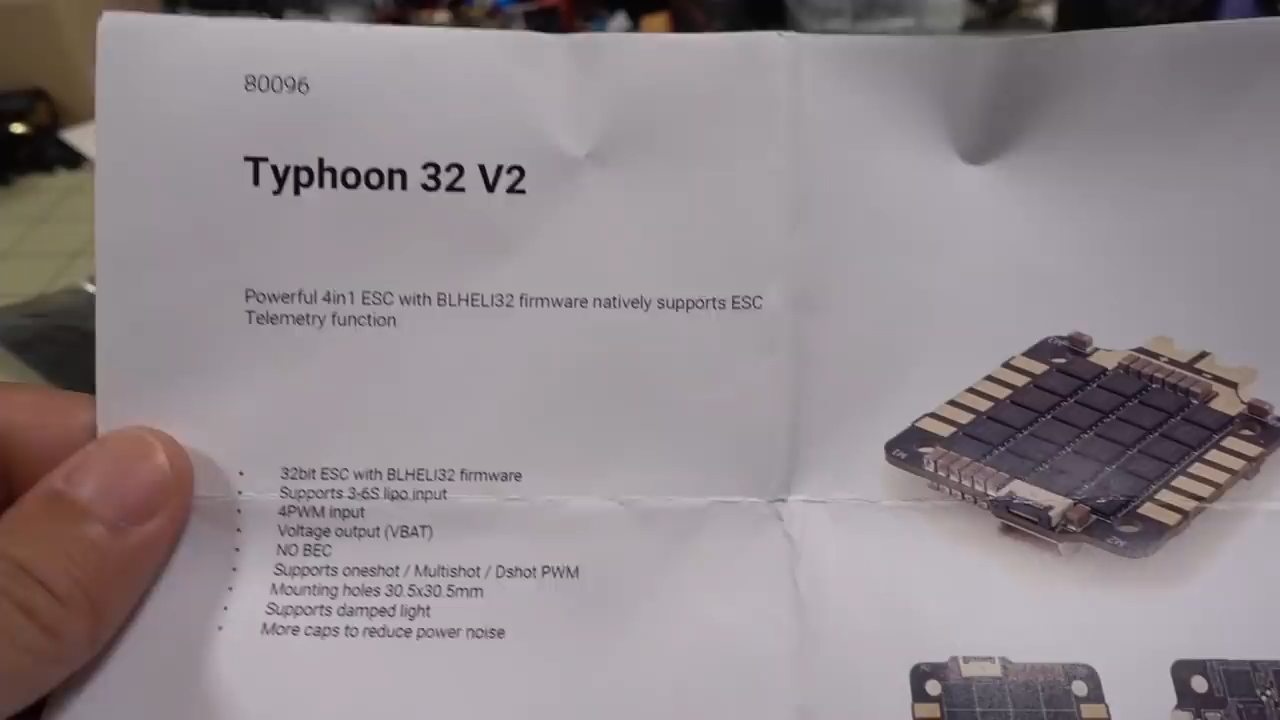 80096
Typhoon 32 V2
Powerful 4in1 ESC with BLHELI32 firmware natively supports ESC
Telemetry function
• 32bit ESC with BLHELI32 firmware
• Supports 3-6S lipo input
• 4PWM input
• Voltage output (VBAT)
• NO BEC
• Supports oneshot / Multishot / Dshot PWM
• Mounting holes 30.5x30.5mm
• Supports damped light
• More caps to reduce power noise
M1
M2